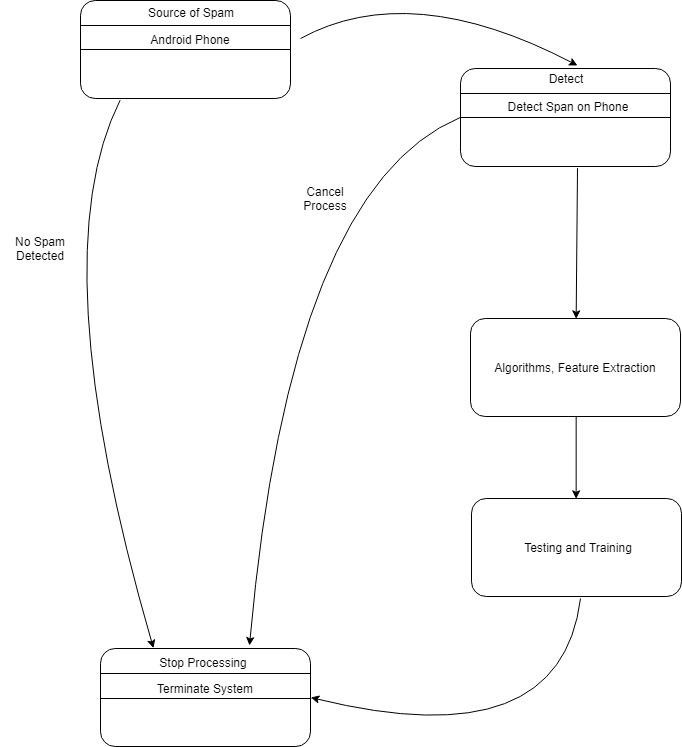 Source of Spam
Android Phone
Detect
Detect Span on Phone
Cancel
Process
No Spam
Detected
Algorithms, Feature Extraction
Testing and Training
Stop Processing
Terminate System